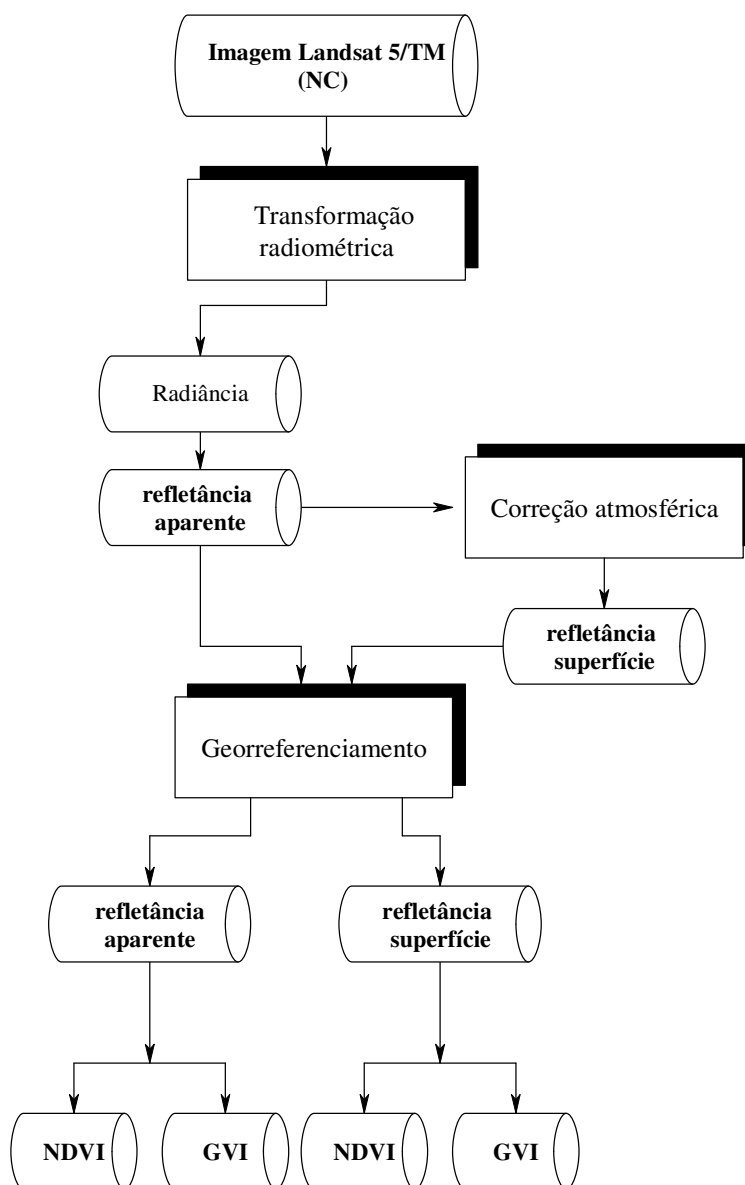 Imagem Landsat 5/TM
(NC)
Transformação
radiométrica
Radiância
refletância
aparente
Correção atmosférica
refletância
superfície
Georreferenciamento
refletância
aparente
refletância
superfície
NDVI
GVI
NDVI
GVI